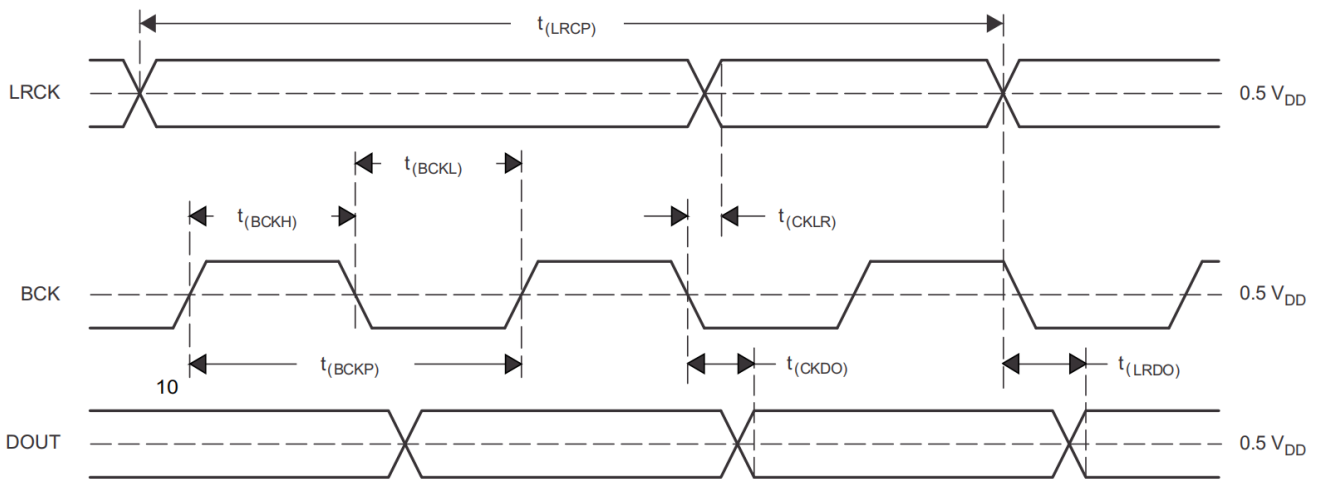 t(LRCP)
LRCK
0.5 VDD
t(BCKL)
t(BCKH)
t(CKLR)
BCK
0.5 VDD
t(BCKP)
t(CKDO)
t(LRDO)
10
DOUT
0.5 VDD